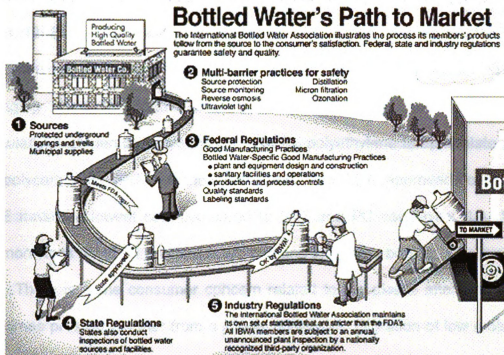 Bottled Water's Path to Market
The International Bottled Water Association illustrates the process its members' products
follow from the source to the consumer's satisfaction. Federal, state and industry regulations
guarantee safety and quality.
Producing
High Quality
Bottled Water
Bottled Water Co.
2 Multi-barrier practices for safety
Source protection Distillation
Source monitoring Micron filtration
Reverse osmosis Ozonation
Ultraviolet light
1 Sources
Protected underground
springs and wells
Municipal supplies
3 Federal Regulations
Good Manufacturing Practices
Bottled Water-Specific Good Manufacturing Practices
• plant and equipment design and construction
• sanitary facilities and operations
• production and process controls
Quality standards
Labeling standards
Meets FDA regs.
State approved
OK by IBWA
Bo
TO MARKET
4 State Regulations
States also conduct
inspections of bottled water
sources and facilities.
5 Industry Regulations
The International Bottled Water Association maintains
its own set of standards that are stricter than the FDA's.
All IBWA members are subject to an annual,
unannounced plant inspection by a nationally
recognized third-party organization.